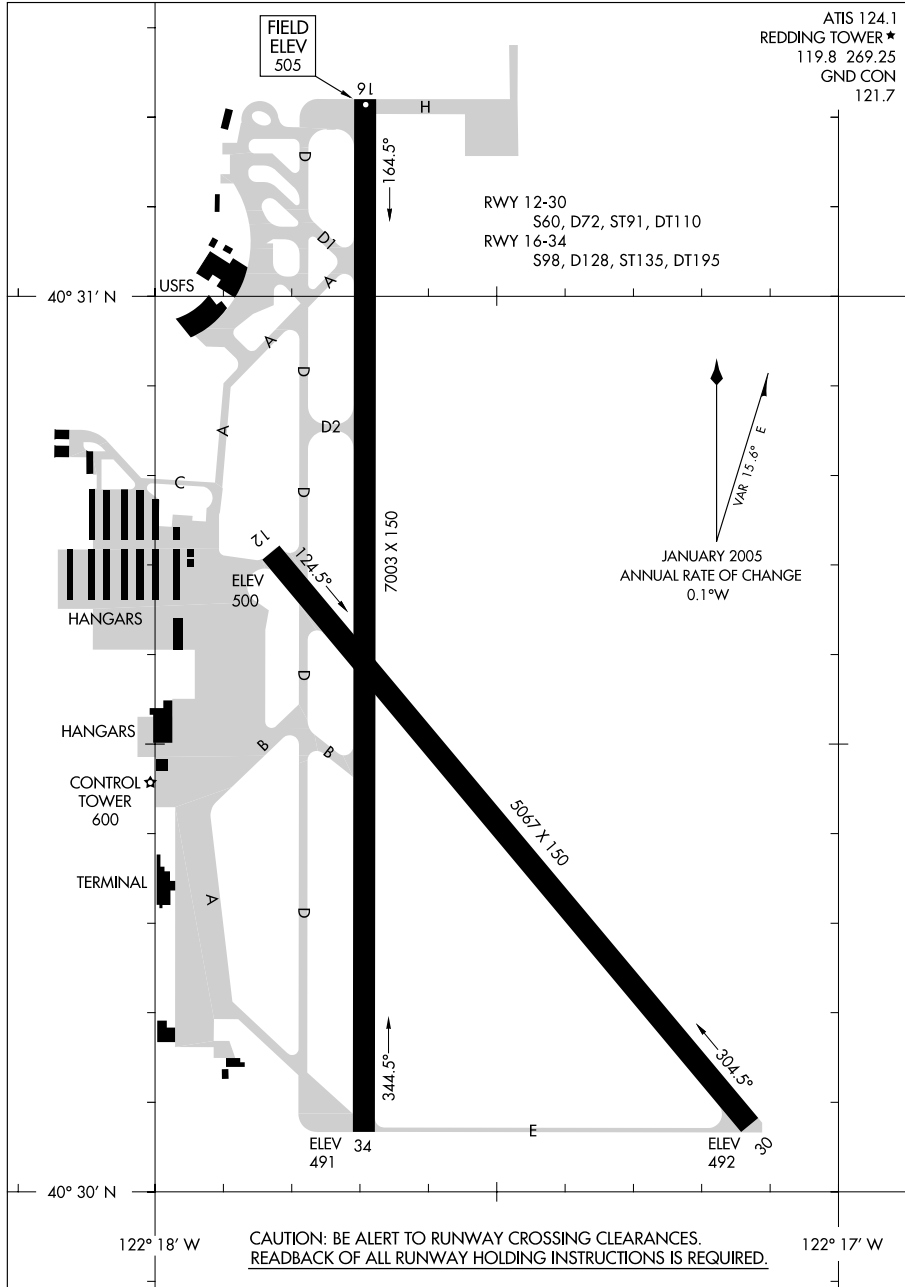 ATIS 124.1
REDDING TOWER★
119.8 269.25
GND CON
121.7
FIELD
ELEV
505
16
H
164.5°
D
RWY 12-30
S60, D72, ST91, DT110
RWY 16-34
S98, D128, ST135, DT195
D1
A
USFS
40° 31' N
A
D
A
D2
VAR 15.6° E
C
D
7003 X 150
12
124.5°
JANUARY 2005
ANNUAL RATE OF CHANGE
0.1°W
ELEV
500
HANGARS
D
HANGARS
B
B
CONTROL
TOWER
600
5067 X 150
TERMINAL
A
D
344.5°
304.5°
E
ELEV
491
34
ELEV
492
30
40° 30' N
122° 18' W
CAUTION: BE ALERT TO RUNWAY CROSSING CLEARANCES.
READBACK OF ALL RUNWAY HOLDING INSTRUCTIONS IS REQUIRED.
122° 17' W